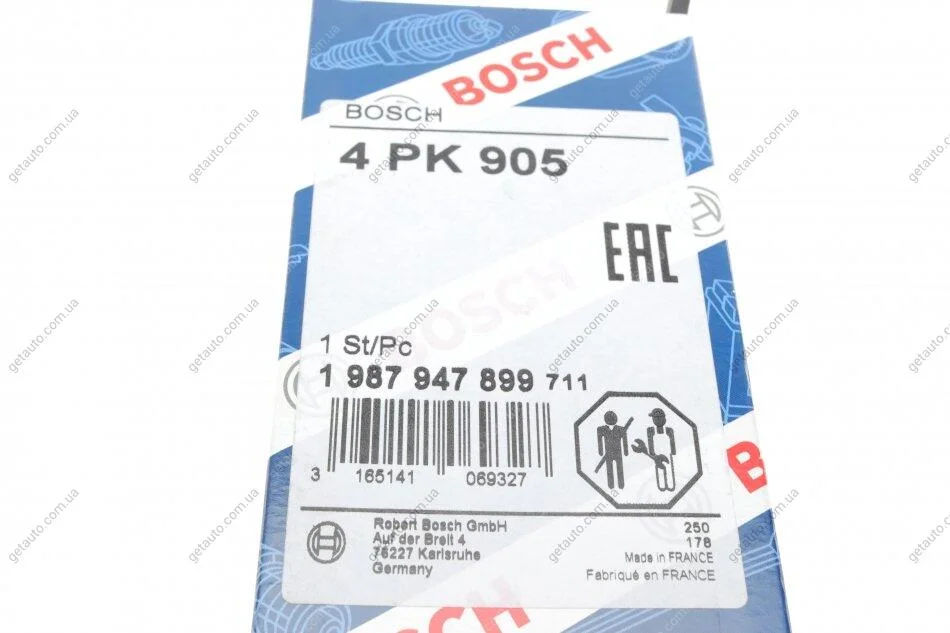 BOSCH
BOSCH
4 PK 905
EAC
BOSCH
1 St/Pc
1 987 947 899 711
3 165141 069327
Robert Bosch GmbH
Auf der Breit 4
76227 Karlsruhe
Germany
250
178
Made in FRANCE
Fabriqué en FRANCE
B
BOSCH
getauto.com.ua